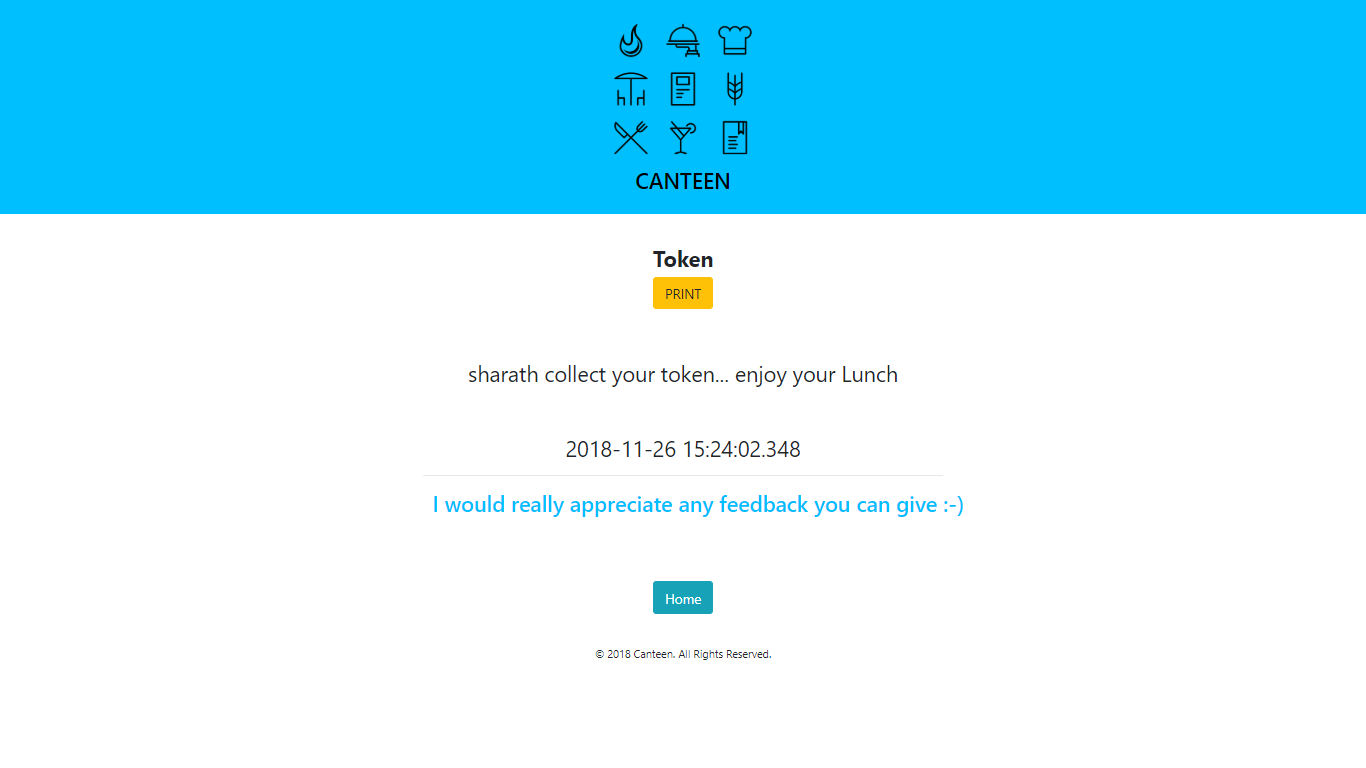 CANTEEN
Token
PRINT
sharath collect your token... enjoy your Lunch
2018-11-26 15:24:02.348
I would really appreciate any feedback you can give :-)
Home
© 2018 Canteen. All Rights Reserved.